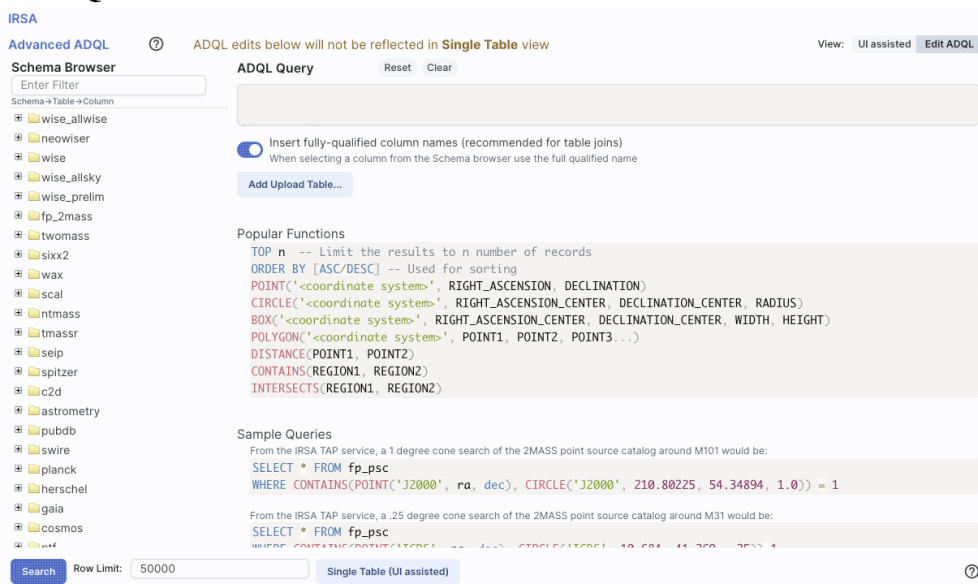 IRSA
Advanced ADQL
ADQL edits below will not be reflected in Single Table view
View: UI assisted Edit ADQL
Schema Browser
Enter Filter
Schema→Table→Column
wise_allwise
neowiser
wise
wise_allsky
wise_prelim
fp_2mass
twomass
sixx2
wax
scal
ntmass
tmassr
seip
spitzer
c2d
astrometry
pubdb
swire
planck
herschel
gaia
cosmos
ADQL Query Reset Clear
Insert fully-qualified column names (recommended for table joins)
When selecting a column from the Schema browser use the full qualified name
Add Upload Table...
Popular Functions
TOP n -- Limit the results to n number of records
ORDER BY [ASC/DESC] -- Used for sorting
POINT('<coordinate system>', RIGHT_ASCENSION, DECLINATION)
CIRCLE('<coordinate system>', RIGHT_ASCENSION_CENTER, DECLINATION_CENTER, RADIUS)
BOX('<coordinate system>', RIGHT_ASCENSION_CENTER, DECLINATION_CENTER, WIDTH, HEIGHT)
POLYGON('<coordinate system>', POINT1, POINT2, POINT3...)
DISTANCE(POINT1, POINT2)
CONTAINS(REGION1, REGION2)
INTERSECTS(REGION1, REGION2)
Sample Queries
From the IRSA TAP service, a 1 degree cone search of the 2MASS point source catalog around M101 would be:
SELECT * FROM fp_psc
WHERE CONTAINS(POINT('J2000', ra, dec), CIRCLE('J2000', 210.80225, 54.34894, 1.0)) = 1
From the IRSA TAP service, a .25 degree cone search of the 2MASS point source catalog around M31 would be:
SELECT * FROM fp_psc
Search Row Limit: 50000 Single Table (UI assisted)